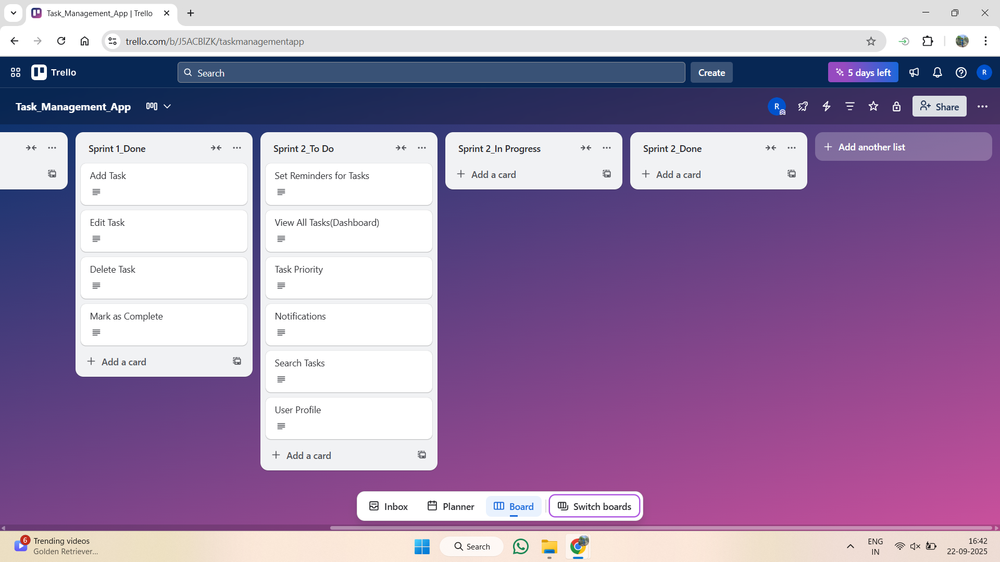 Task_Management_App | Trello
trello.com/b/J5ACBlZK/taskmanagementapp
Trello
Search
Create
5 days left
R
Task_Management_App
R
Share
Sprint 1_Done
Add Task
Edit Task
Delete Task
Mark as Complete
Add a card
Sprint 2_To Do
Set Reminders for Tasks
View All Tasks(Dashboard)
Task Priority
Notifications
Search Tasks
User Profile
Add a card
Sprint 2_In Progress
Add a card
Sprint 2_Done
Add a card
Add another list
Inbox
Planner
Board
Switch boards
6
Trending videos
Golden Retriever...
Search
ENG
IN
16:42
22-09-2025